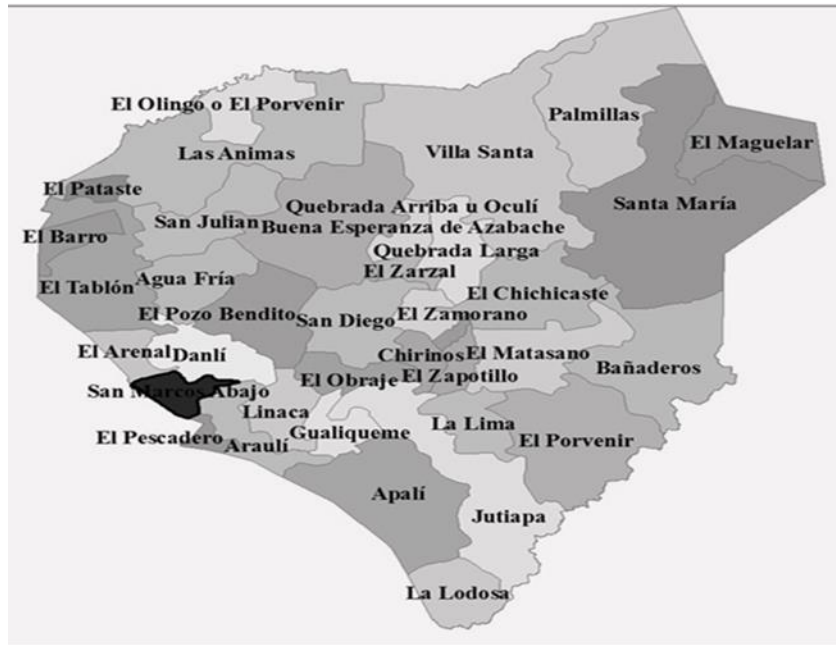 El Olingo o El Porvenir
Palmillas
El Maguelar
Las Animas
Villa Santa
El Pataste
Santa María
Quebrada Arriba u Oculí
San Julian
Buena Esperanza de Azabache
El Barro
Quebrada Larga
Agua Fría
El Zarzal
El Tablón
El Chichicaste
El Pozo Bendito
San Diego
El Zamorano
El Arenal
Danlí
Chirinos
El Matasano
Bañaderos
El Obraje
El Zapotillo
San Marcos Abajo
Linaca
La Lima
El Pescadero
Araulí
Gualiqueme
El Porvenir
Apalí
Jutiapa
La Lodosa